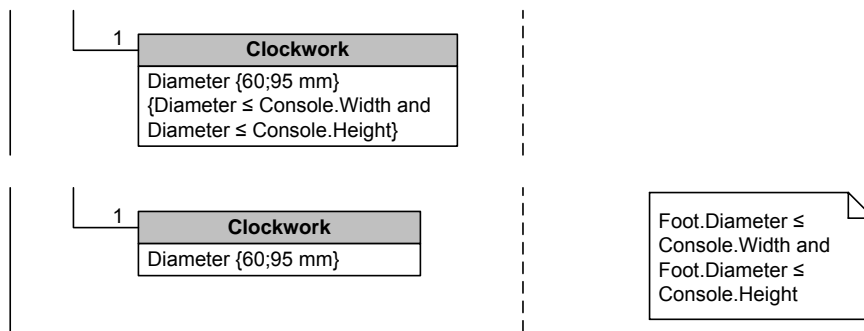 1
Clockwork
Diameter {60;95 mm}
{Diameter ≤ Console.Width and
Diameter ≤ Console.Height}
1
Clockwork
Diameter {60;95 mm}
Foot.Diameter ≤
Console.Width and
Foot.Diameter ≤
Console.Height